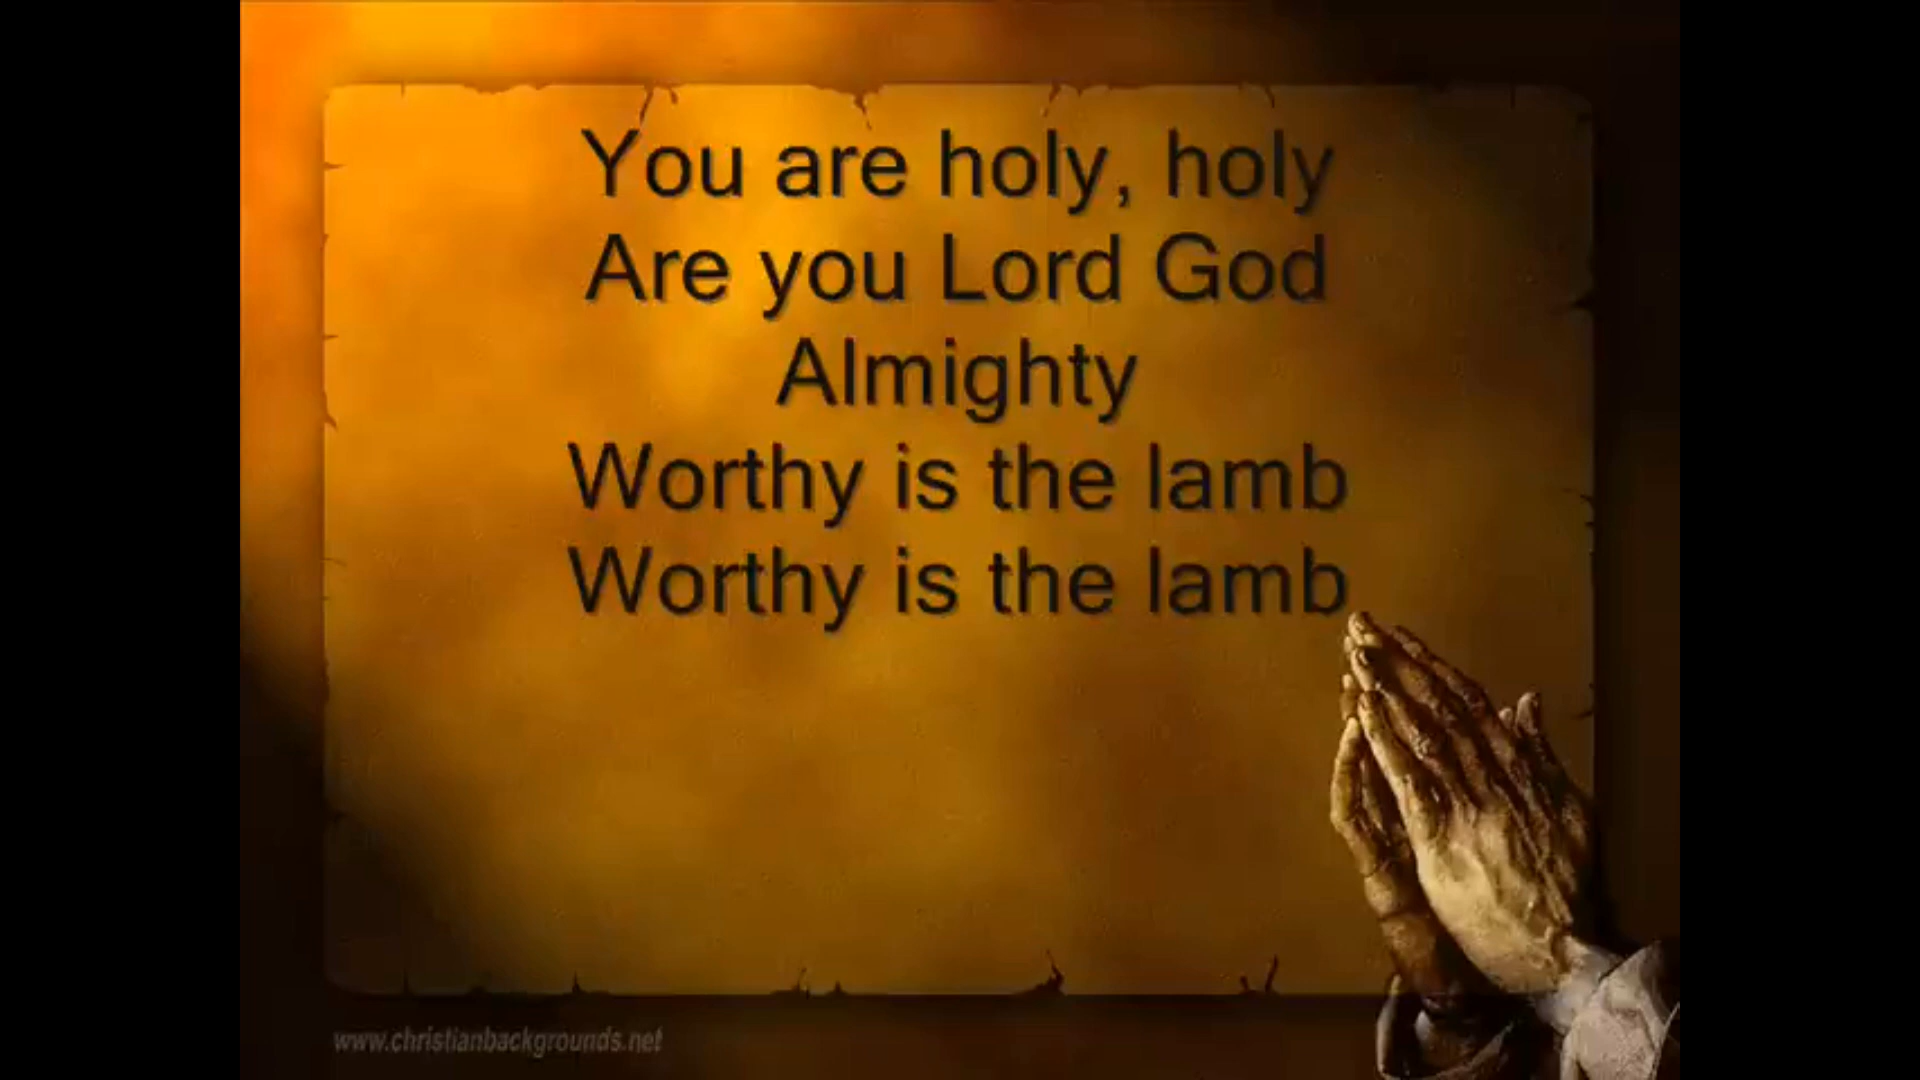 You are holy, holy
Are you Lord God
Almighty
Worthy is the lamb
Worthy is the lamb
www.christianbackgrounds.net